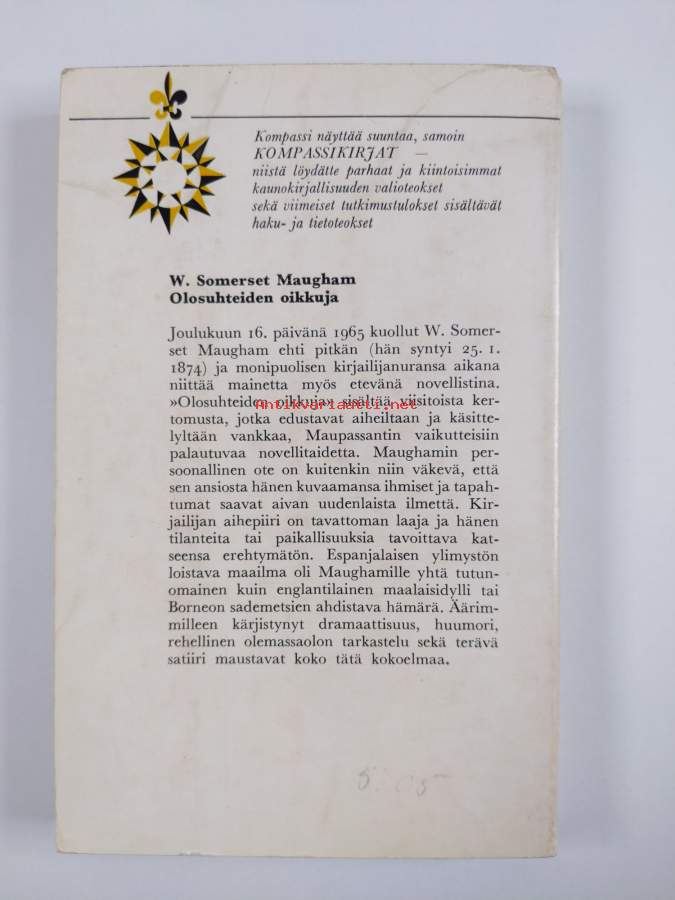 Kompassi näyttää suuntaa, samoin
KOMPASSIKIRJAT —
niistä löydätte parhaat ja kiintoisimmat
kaunokirjallisuuden valioteokset
sekä viimeiset tutkimustulokset sisältävät
haku- ja tietoteokset
W. Somerset Maugham
Olosuhteiden oikkuja
Joulukuun 16. päivänä 1965 kuollut W. Somer-
set Maugham ehti pitkän (hän syntyi 25. 1.
1874) ja monipuolisen kirjailijanuransa aikana
niittää mainetta myös etevänä novellistina.
»Olosuhteiden oikkuja» sisältää viisitoista ker-
Antikvariaatti.net
tomusta, jotka edustavat aiheiltaan ja käsitte-
lyltään vankkaa, Maupassantin vaikutteisiin
palautuvaa novellitaidetta. Maughamin per-
soonallinen ote on kuitenkin niin väkevä, että
sen ansiosta hänen kuvaamansa ihmiset ja tapah-
tumat saavat aivan uudenlaista ilmettä. Kir-
jailijan aihepiiri on tavattoman laaja ja hänen
tilanteita tai paikallisuuksia tavoittava kat-
seensa erehtymätön. Espanjalaisen ylimystön
loistava maailma oli Maughamille yhtä tutun-
omainen kuin englantilainen maalaisidylli tai
Borneon sademetsien ahdistava hämärä. Äärim-
milleen kärjistynyt dramaattisuus, huumori,
rehellinen olemassaolon tarkastelu sekä terävä
satiiri maustavat koko tätä kokoelmaa.